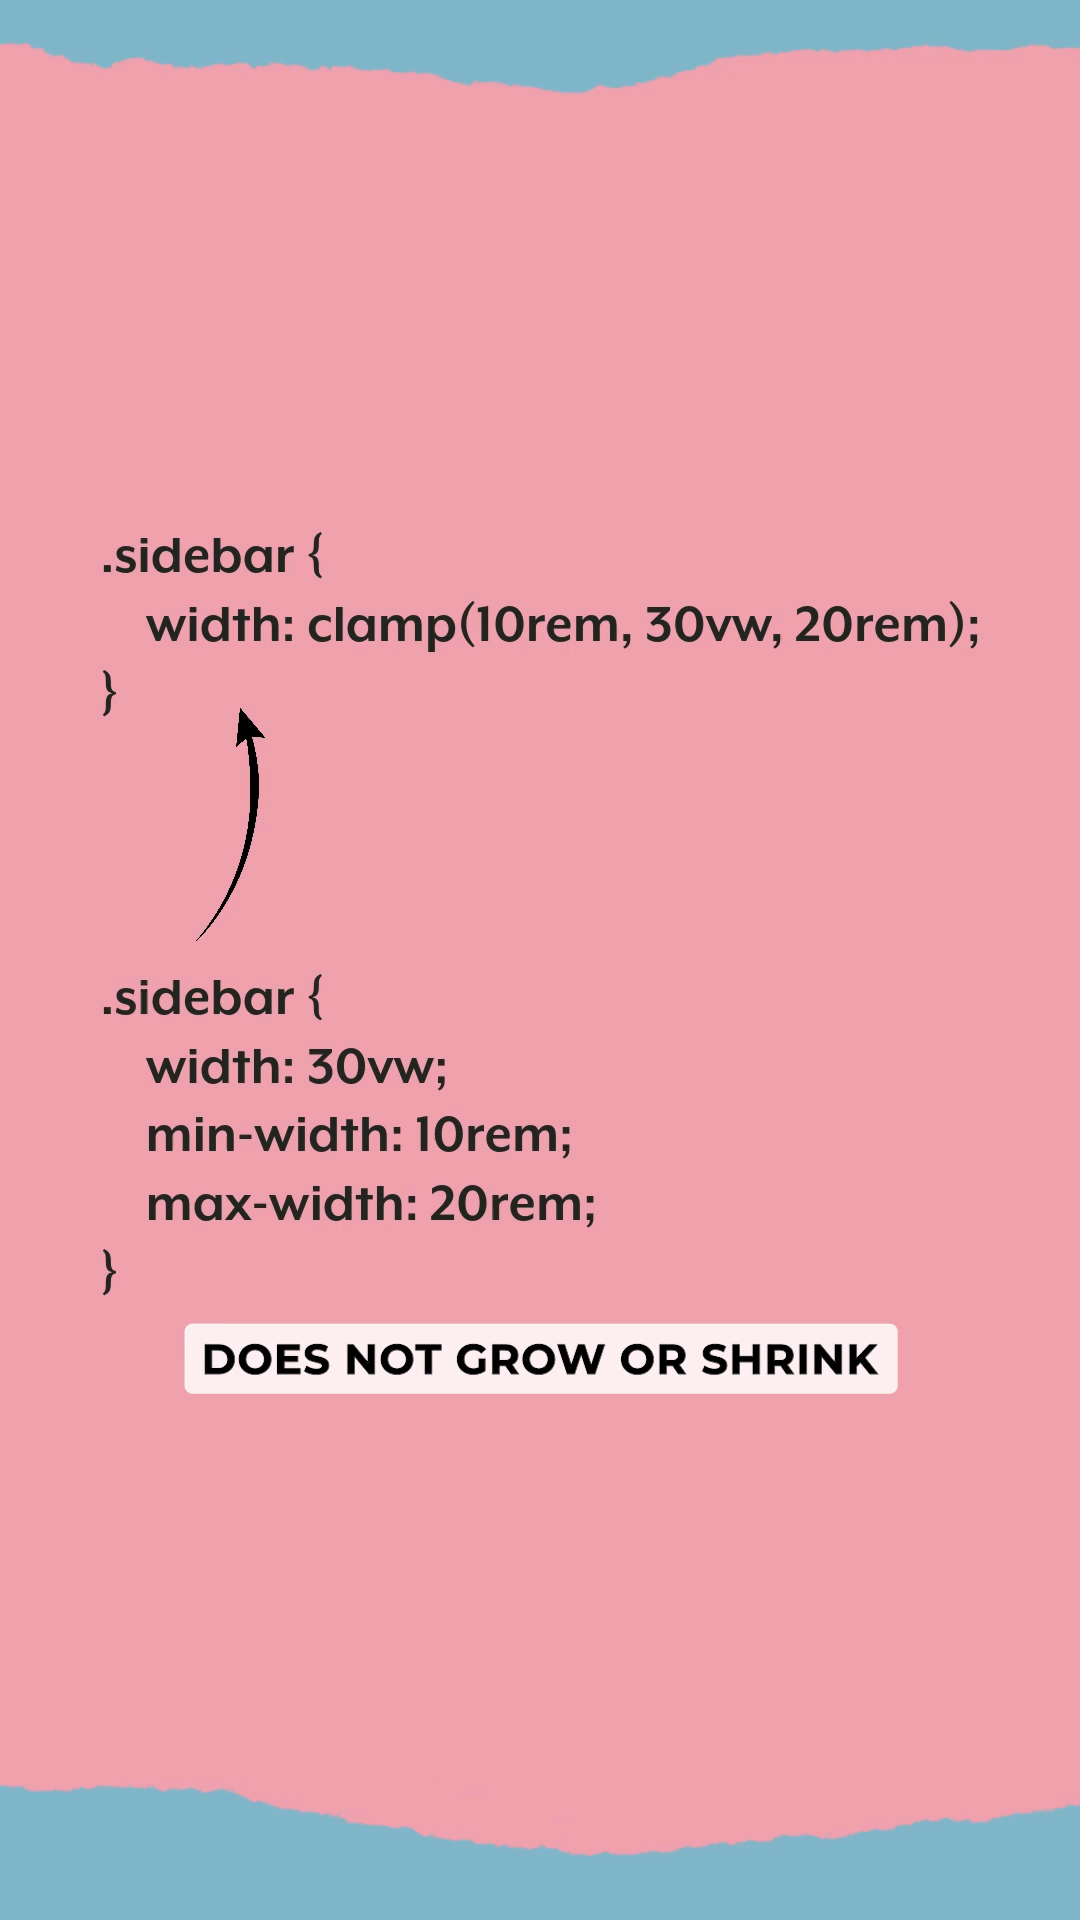 .sidebar {
    width: clamp(10rem, 30vw, 20rem);
}
.sidebar {
    width: 30vw;
    min-width: 10rem;
    max-width: 20rem;
}
DOES NOT GROW OR SHRINK